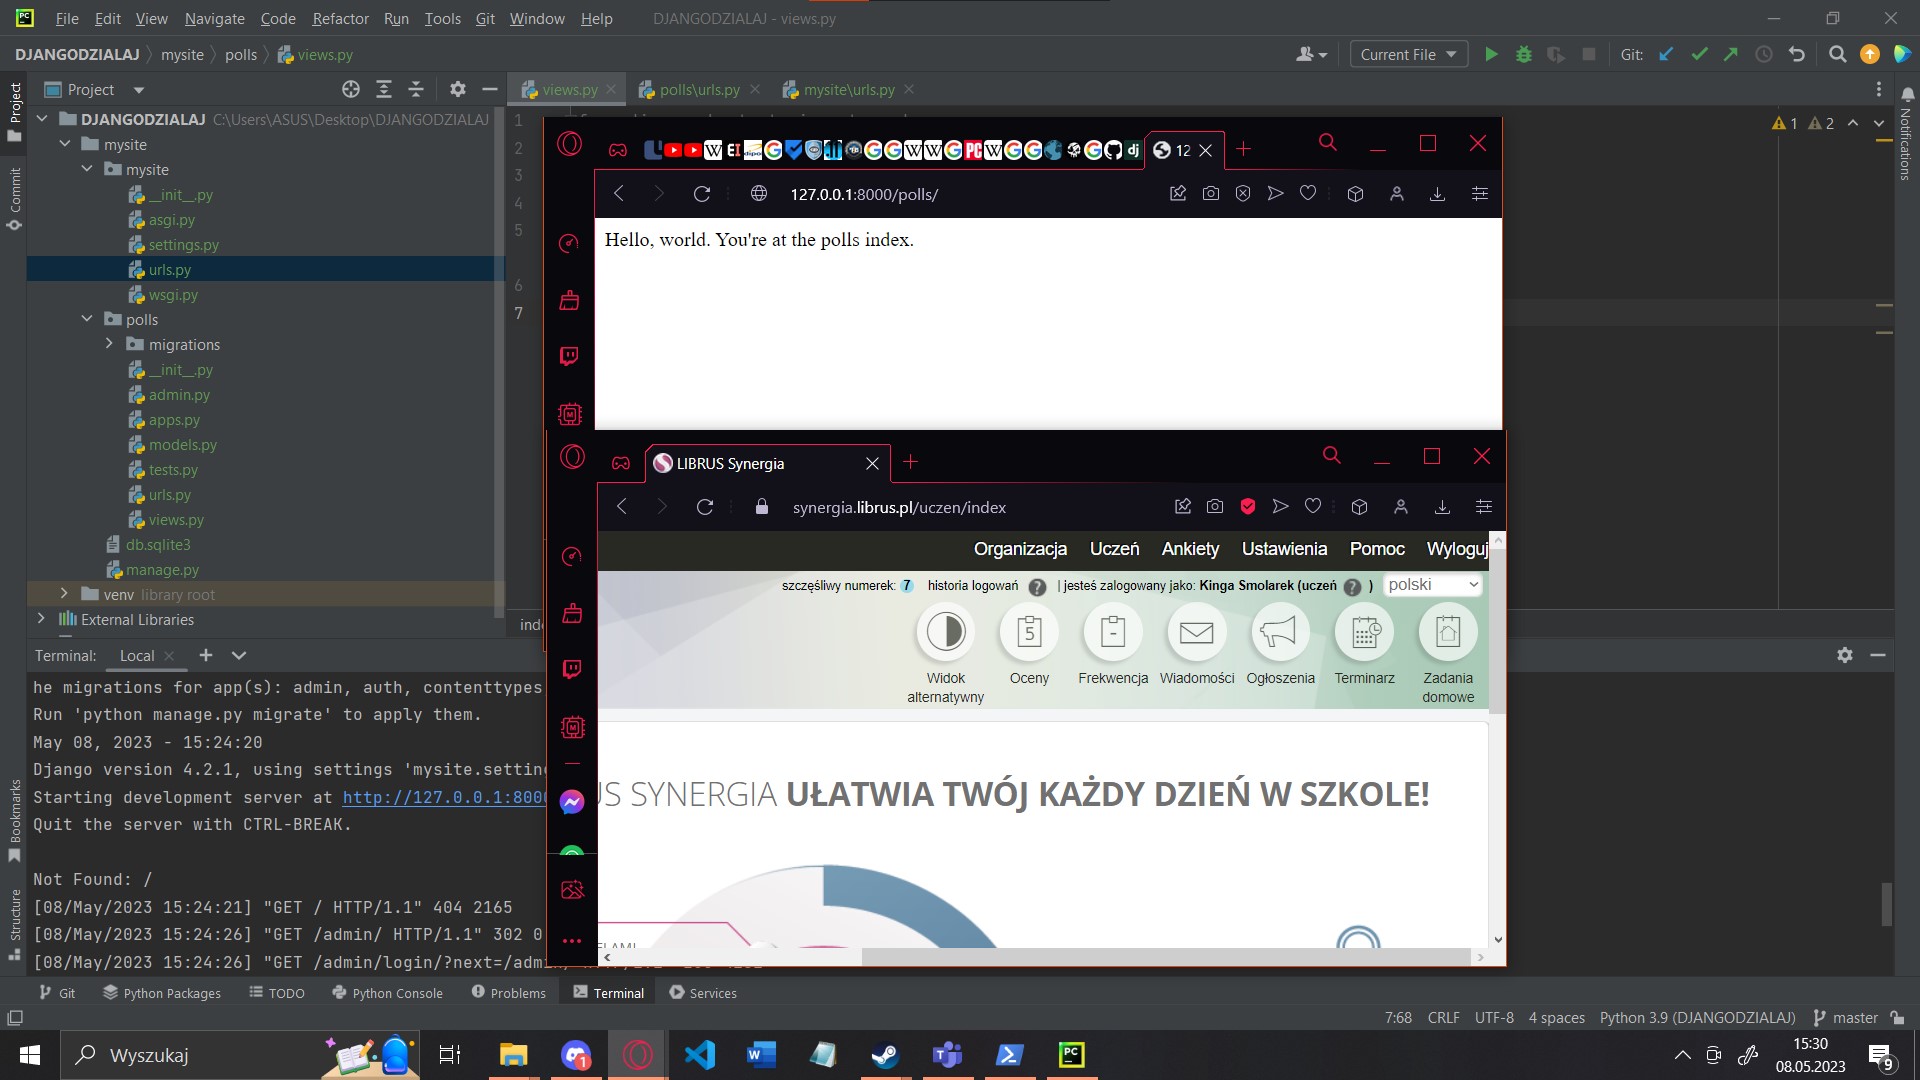 File Edit View Navigate Code Refactor Run Tools Git Window Help DJANGODZIALAJ - views.py
DJANGODZIALAJ mysite polls views.py
Current File
Git:
Project
views.py
polls\urls.py
mysite\urls.py
DJANGODZIALAJ C:\Users\ASUS\Desktop\DJANGODZIALAJ
mysite
mysite
__init__.py
asgi.py
settings.py
urls.py
wsgi.py
polls
migrations
__init__.py
admin.py
apps.py
models.py
tests.py
urls.py
views.py
db.sqlite3
manage.py
venv library root
External Libraries
Project
Commit
Bookmarks
Structure
Notifications
1
2
3
4
5
6
7
1 2
12
127.0.0.1:8000/polls/
Hello, world. You're at the polls index.
LIBRUS Synergia
synergia.librus.pl/uczen/index
Organizacja Uczeń Ankiety Ustawienia Pomoc Wyloguj
szczęśliwy numerek: 7 historia logowań ? | jesteś zalogowany jako: Kinga Smolarek (uczeń ? ) polski
5
Widok alternatywny
Oceny
Frekwencja
Wiadomości
Ogłoszenia
Terminarz
Zadania domowe
US SYNERGIA UŁATWIA TWÓJ KAŻDY DZIEŃ W SZKOLE!
Terminal: Local
he migrations for app(s): admin, auth, contenttypes
Run 'python manage.py migrate' to apply them.
May 08, 2023 - 15:24:20
Django version 4.2.1, using settings 'mysite.setting
Starting development server at http://127.0.0.1:8000
Quit the server with CTRL-BREAK.
Not Found: /
[08/May/2023 15:24:21] "GET / HTTP/1.1" 404 2165
[08/May/2023 15:24:26] "GET /admin/ HTTP/1.1" 302 0
[08/May/2023 15:24:26] "GET /admin/login/?next=/admin/
Git Python Packages TODO Python Console Problems Terminal Services
7:68 CRLF UTF-8 4 spaces Python 3.9 (DJANGODZIALAJ) master
Wyszukaj
1
15:30
08.05.2023
9